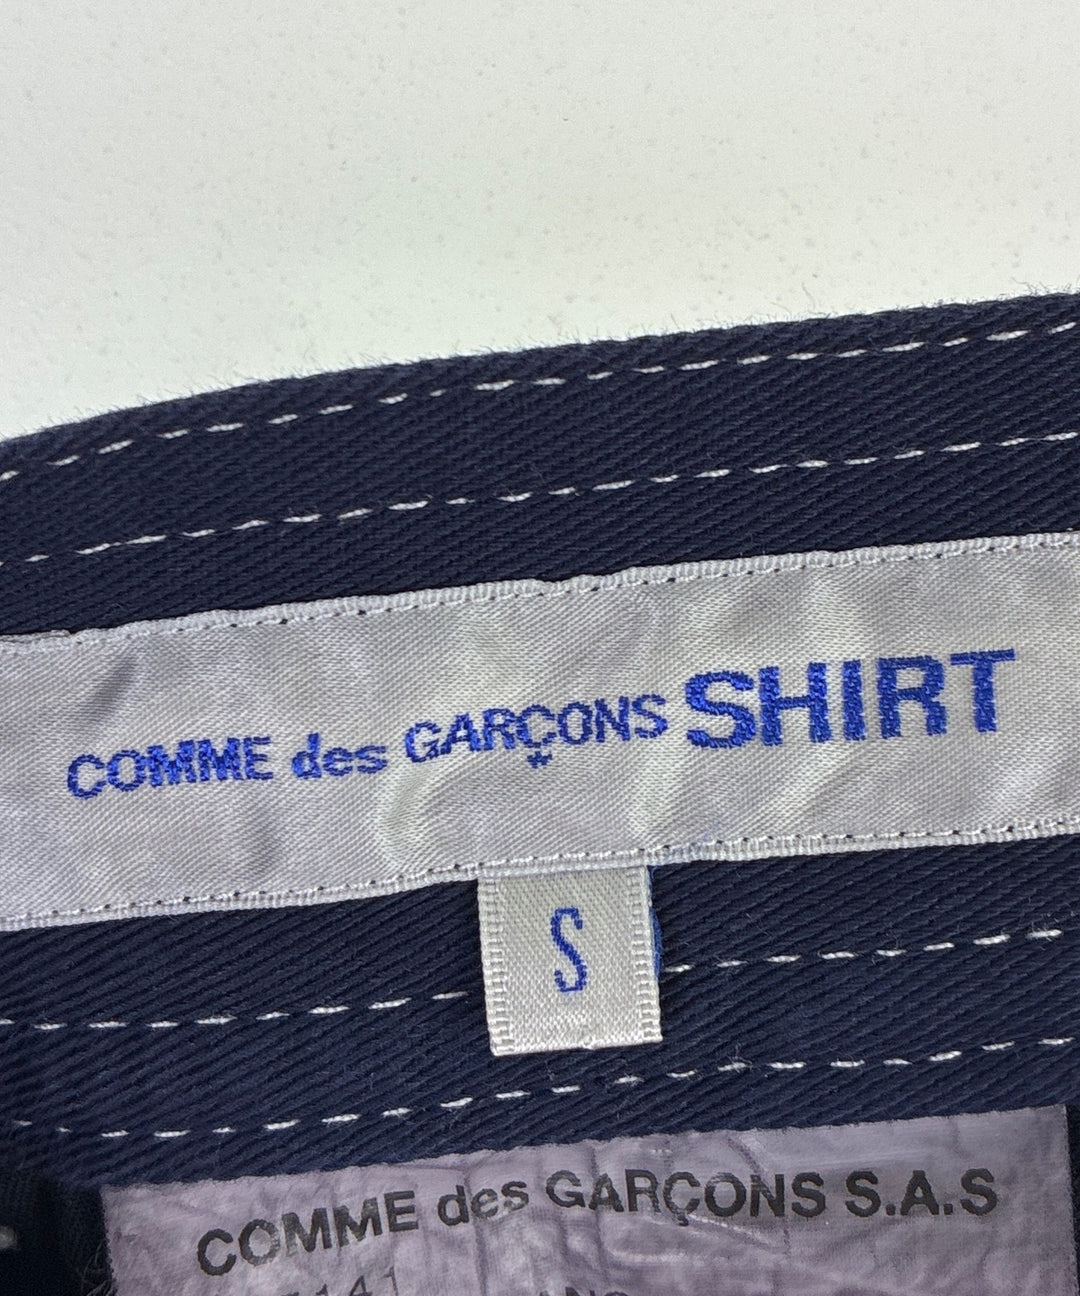 COMME des GARÇONS SHIRT
S
COMME des GARÇONS S.A.S